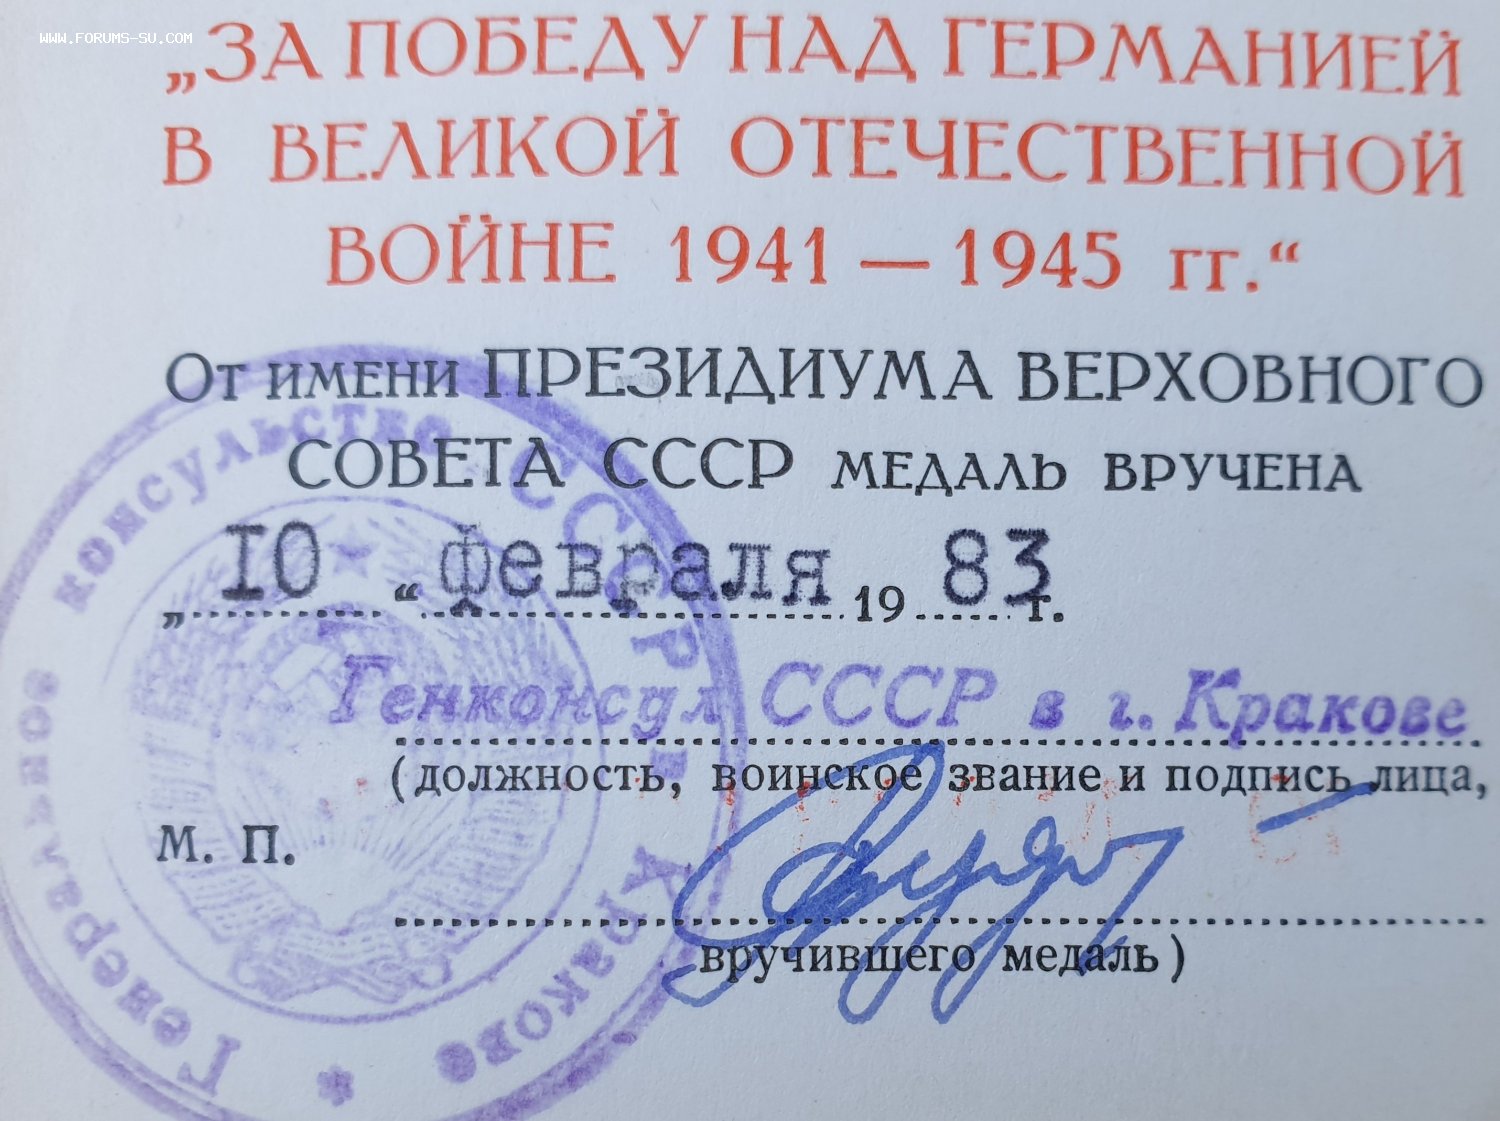 WWW.FORUMS-SU.COM
„ЗА ПОБЕДУ НАД ГЕРМАНИЕЙ
В ВЕЛИКОЙ ОТЕЧЕСТВЕННОЙ
ВОЙНЕ 1941 — 1945 гг.“
От имени ПРЕЗИДИУМА ВЕРХОВНОГО
СОВЕТА СССР МЕДАЛЬ ВРУЧЕНА
„10“ февраля 1983 г.
Генконсул СССР в г. Кракове
(должность, воинское звание и подпись лица,
М. П.
вручившего медаль)
Генеральное консульство СССР в Кракове *